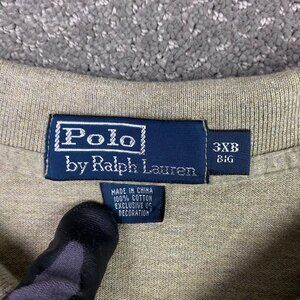 Polo
by Ralph Lauren
3XB
BIG
MADE IN CHINA
100% COTTON
EXCLUSIVE OF
DECORATION